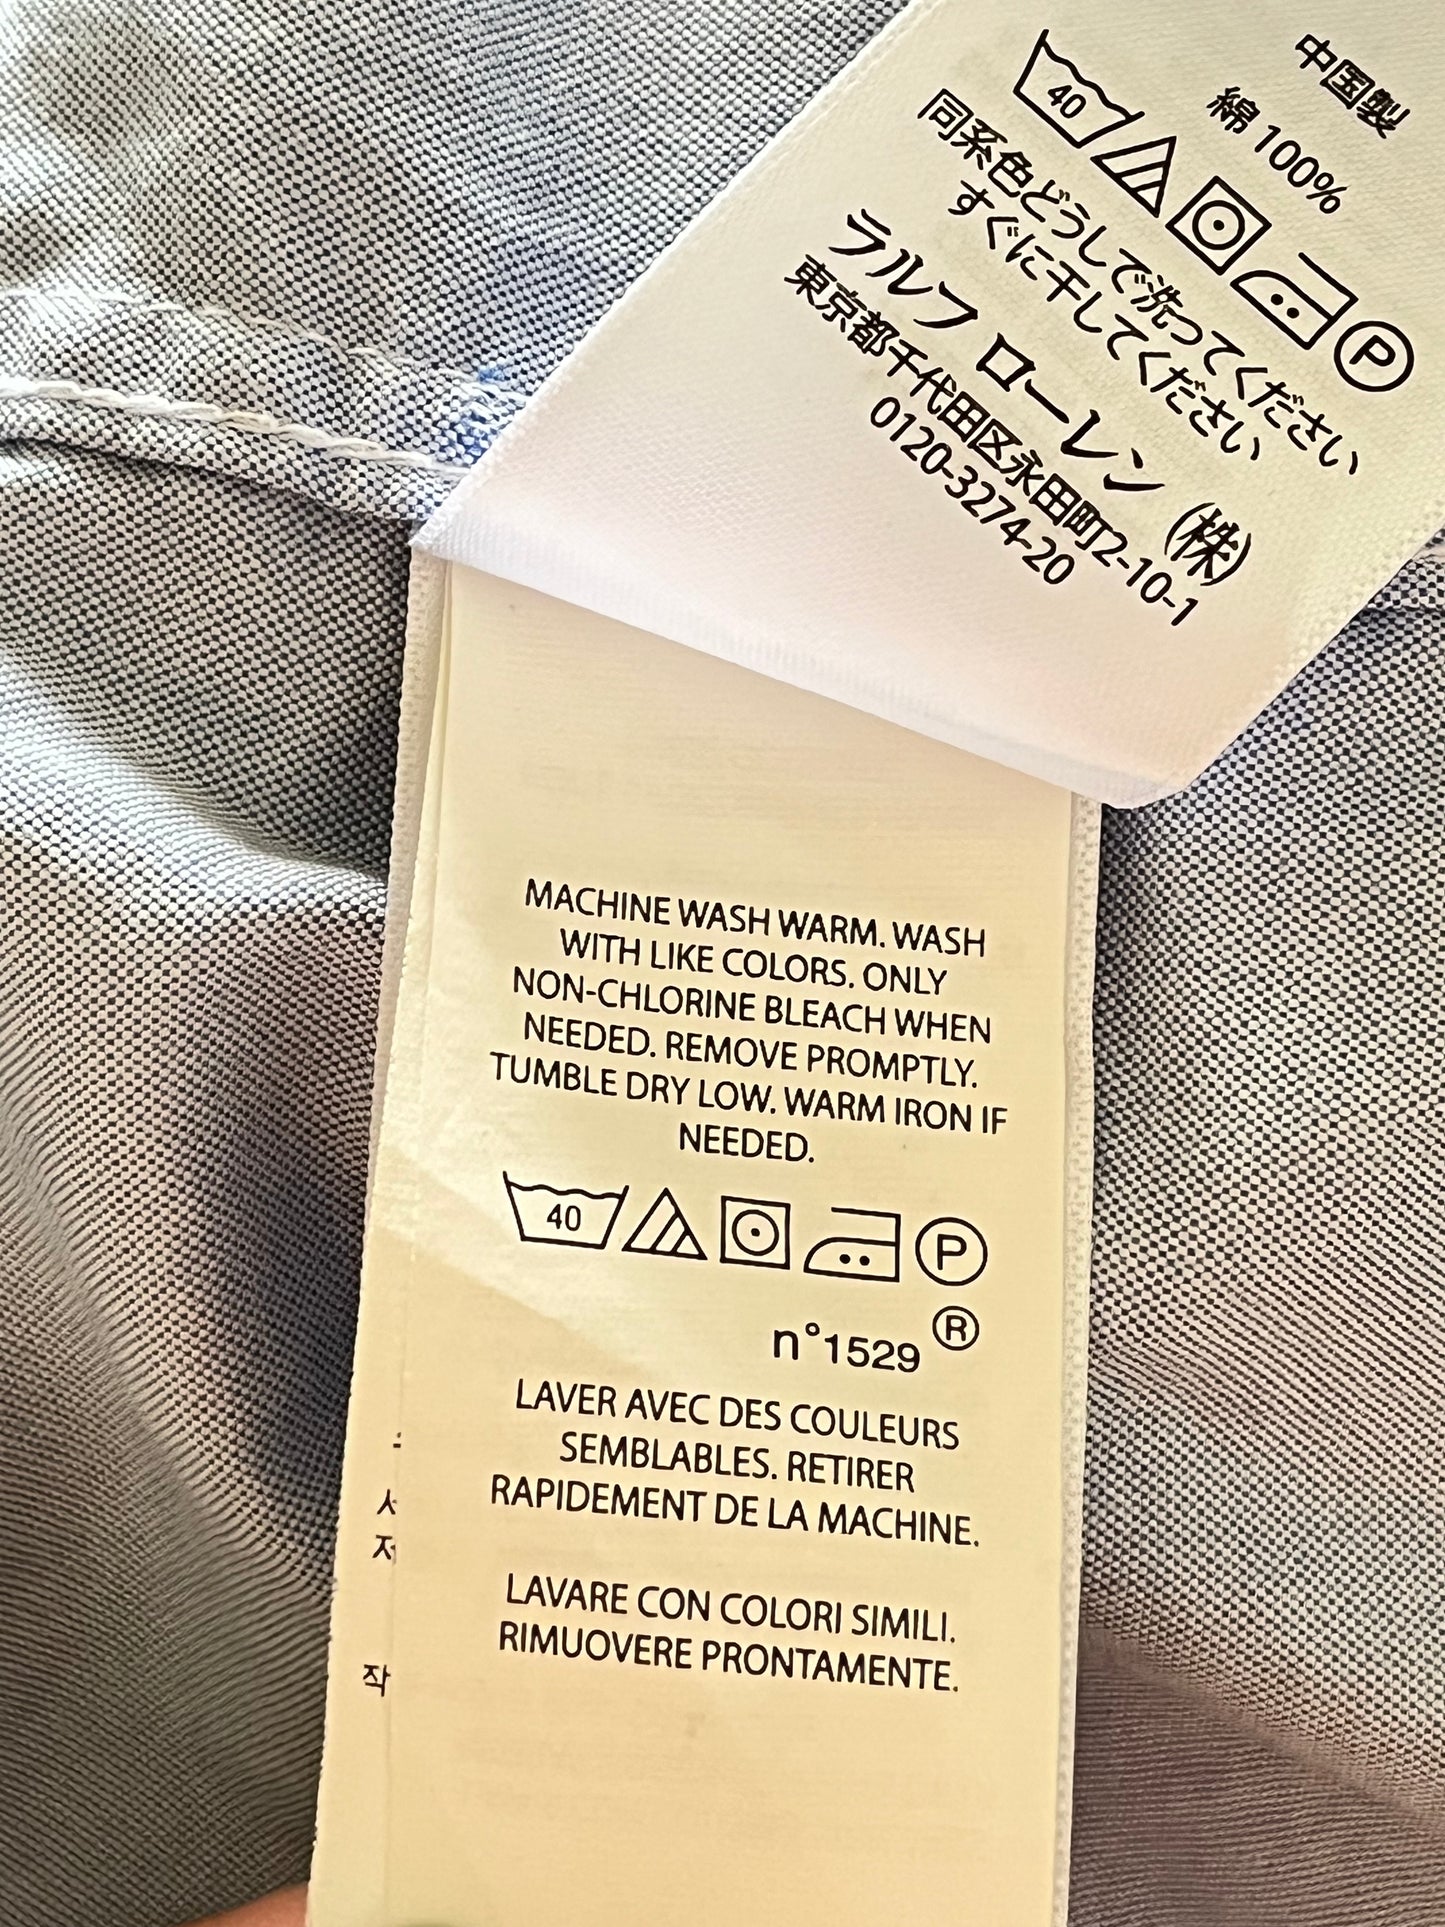 中国製
綿 100%
40
P
同系色どうしで洗ってください
すぐに干してください
ラルフ ローレン (株)
東京都千代田区永田町2-10-1
0120-3274-20
MACHINE WASH WARM. WASH
WITH LIKE COLORS. ONLY
NON-CHLORINE BLEACH WHEN
NEEDED. REMOVE PROMPTLY.
TUMBLE DRY LOW. WARM IRON IF
NEEDED.
40
P
n°1529 ®
LAVER AVEC DES COULEURS
SEMBLABLES. RETIRER
RAPIDEMENT DE LA MACHINE.
LAVARE CON COLORI SIMILI.
RIMUOVERE PRONTAMENTE.